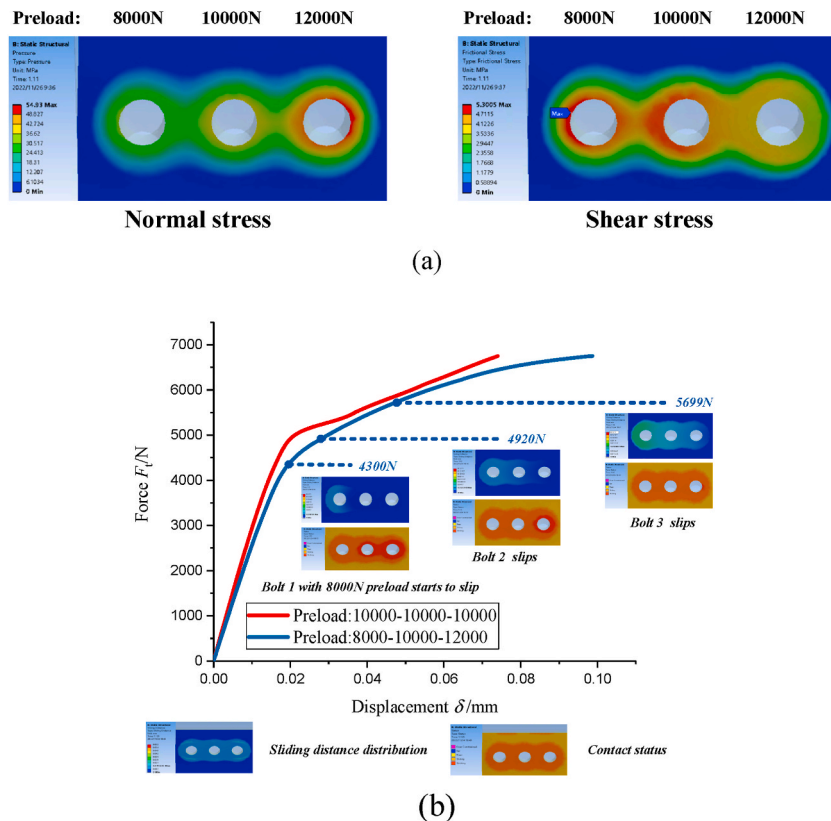 Preload: 8000N 10000N 12000N
Preload: 8000N 10000N 12000N
B: Static Structural
Pressure
Type: Pressure
Unit: MPa
Time: 1.11
54.93 Max
48.827
42.724
36.62
30.517
24.413
18.31
12.207
6.1034
0 Min
B: Static Structural
Frictional Stress
Type: Frictional Stress
Unit: MPa
Time: 1.11
Max
5.3005 Max
4.7115
4.1226
3.5336
2.9447
2.3558
1.7668
1.1779
0.58894
0 Min
Normal stress
Shear stress
(a)
Force Fₜ/N
7000
6000
5000
4000
3000
2000
1000
0
5699N
4920N
4300N
Bolt 3 slips
Bolt 2 slips
Bolt 1 with 8000N preload starts to slip
Preload:10000-10000-10000
Preload:8000-10000-12000
0.00 0.02 0.04 0.06 0.08 0.10
Displacement δ/mm
Sliding distance distribution
Contact status
(b)